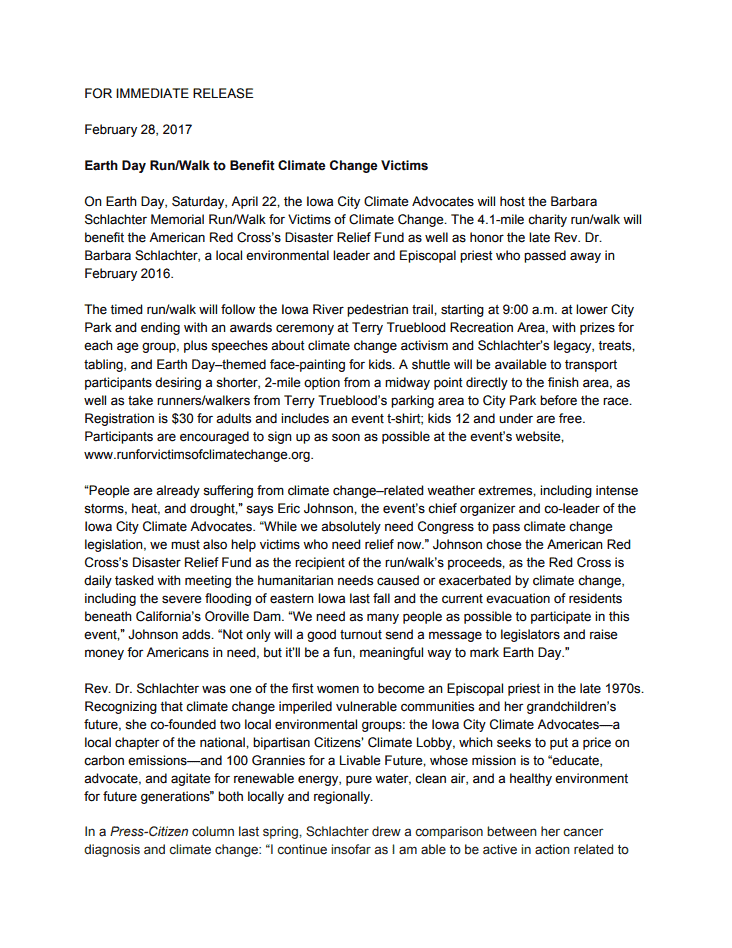 FOR IMMEDIATE RELEASE
February 28, 2017
Earth Day Run/Walk to Benefit Climate Change Victims
On Earth Day, Saturday, April 22, the Iowa City Climate Advocates will host the Barbara
Schlachter Memorial Run/Walk for Victims of Climate Change. The 4.1-mile charity run/walk will
benefit the American Red Cross’s Disaster Relief Fund as well as honor the late Rev. Dr.
Barbara Schlachter, a local environmental leader and Episcopal priest who passed away in
February 2016.
The timed run/walk will follow the Iowa River pedestrian trail, starting at 9:00 a.m. at lower City
Park and ending with an awards ceremony at Terry Trueblood Recreation Area, with prizes for
each age group, plus speeches about climate change activism and Schlachter’s legacy, treats,
tabling, and Earth Day–themed face-painting for kids. A shuttle will be available to transport
participants desiring a shorter, 2-mile option from a midway point directly to the finish area, as
well as take runners/walkers from Terry Trueblood’s parking area to City Park before the race.
Registration is $30 for adults and includes an event t-shirt; kids 12 and under are free.
Participants are encouraged to sign up as soon as possible at the event’s website,
www.runforvictimsofclimatechange.org.
“People are already suffering from climate change–related weather extremes, including intense
storms, heat, and drought,” says Eric Johnson, the event’s chief organizer and co-leader of the
Iowa City Climate Advocates. “While we absolutely need Congress to pass climate change
legislation, we must also help victims who need relief now.” Johnson chose the American Red
Cross’s Disaster Relief Fund as the recipient of the run/walk’s proceeds, as the Red Cross is
daily tasked with meeting the humanitarian needs caused or exacerbated by climate change,
including the severe flooding of eastern Iowa last fall and the current evacuation of residents
beneath California’s Oroville Dam. “We need as many people as possible to participate in this
event,” Johnson adds. “Not only will a good turnout send a message to legislators and raise
money for Americans in need, but it’ll be a fun, meaningful way to mark Earth Day.”
Rev. Dr. Schlachter was one of the first women to become an Episcopal priest in the late 1970s.
Recognizing that climate change imperiled vulnerable communities and her grandchildren’s
future, she co-founded two local environmental groups: the Iowa City Climate Advocates—a
local chapter of the national, bipartisan Citizens’ Climate Lobby, which seeks to put a price on
carbon emissions—and 100 Grannies for a Livable Future, whose mission is to “educate,
advocate, and agitate for renewable energy, pure water, clean air, and a healthy environment
for future generations” both locally and regionally.
In a Press-Citizen column last spring, Schlachter drew a comparison between her cancer
diagnosis and climate change: “I continue insofar as I am able to be active in action related to